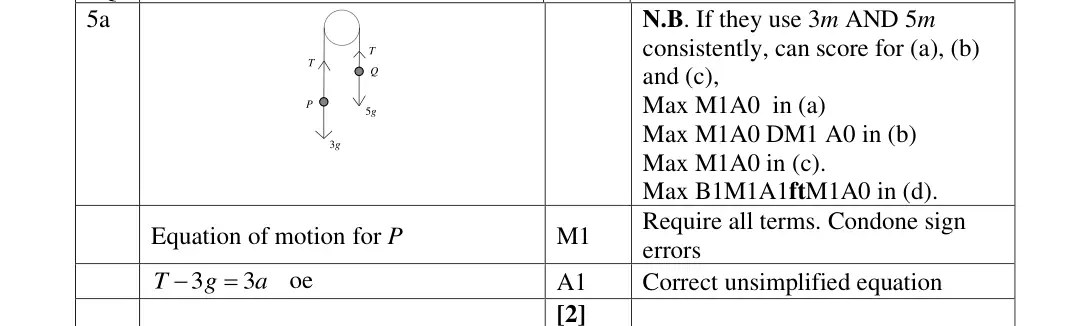 5a
T
T
Q
P
5g
3g
N.B. If they use 3m AND 5m
consistently, can score for (a), (b)
and (c),
Max M1A0 in (a)
Max M1A0 DM1 A0 in (b)
Max M1A0 in (c).
Max B1M1A1ftM1A0 in (d).
Equation of motion for P
M1
Require all terms. Condone sign
errors
T – 3g = 3a oe
A1
Correct unsimplified equation
[2]